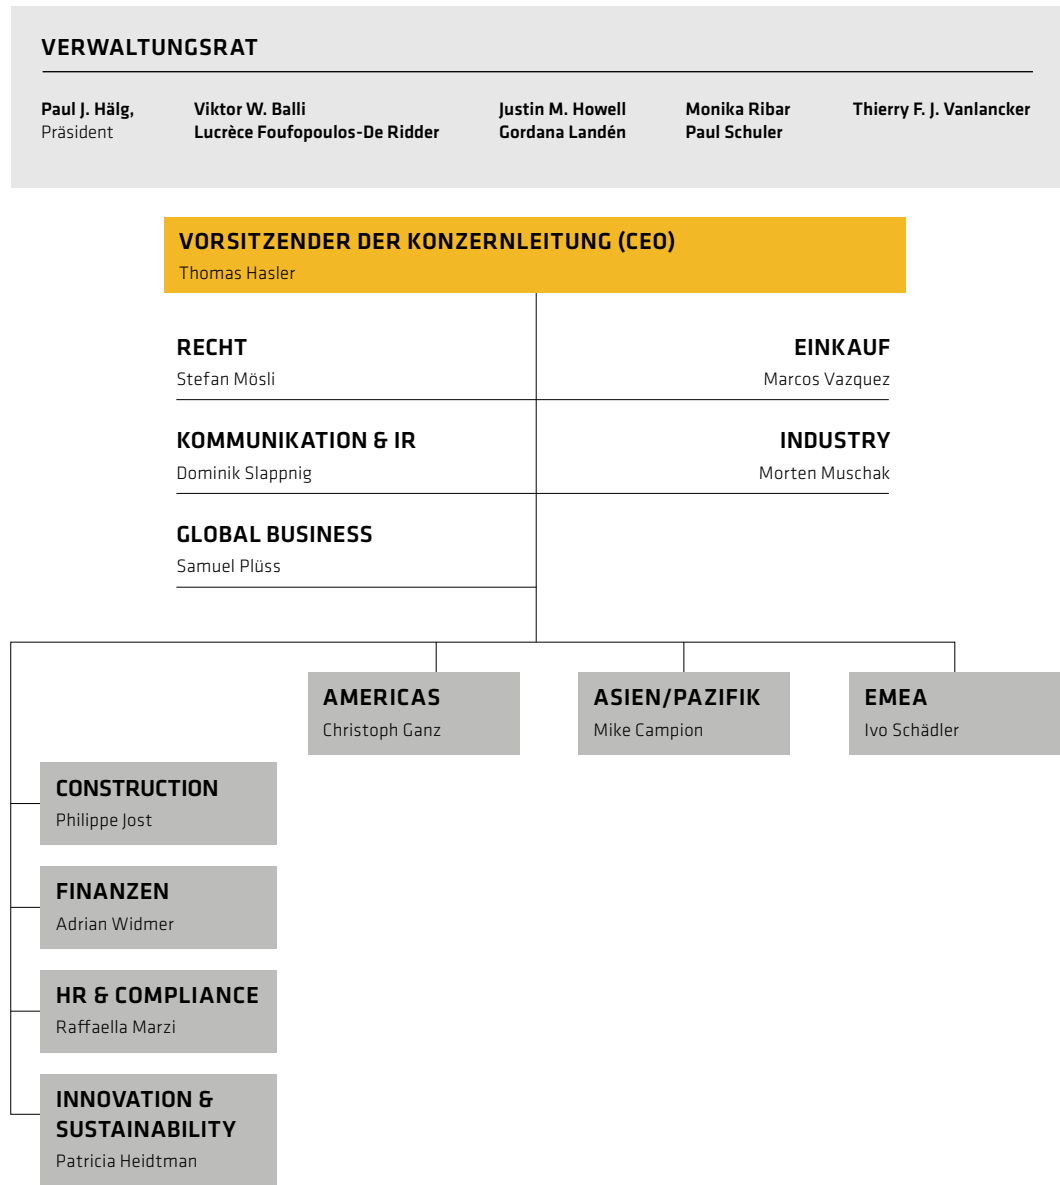 VERWALTUNGSRAT
Paul J. Hälg,
Präsident
Viktor W. Balli
Lucrèce Foufopoulos-De Ridder
Justin M. Howell
Gordana Landén
Monika Ribar
Paul Schuler
Thierry F. J. Vanlancker
VORSITZENDER DER KONZERNLEITUNG (CEO)
Thomas Hasler
RECHT
Stefan Mösli
EINKAUF
Marcos Vazquez
KOMMUNIKATION & IR
Dominik Slappnig
INDUSTRY
Morten Muschak
GLOBAL BUSINESS
Samuel Plüss
AMERICAS
Christoph Ganz
ASIEN/PAZIFIK
Mike Campion
EMEA
Ivo Schädler
CONSTRUCTION
Philippe Jost
FINANZEN
Adrian Widmer
HR & COMPLIANCE
Raffaella Marzi
INNOVATION &
SUSTAINABILITY
Patricia Heidtman